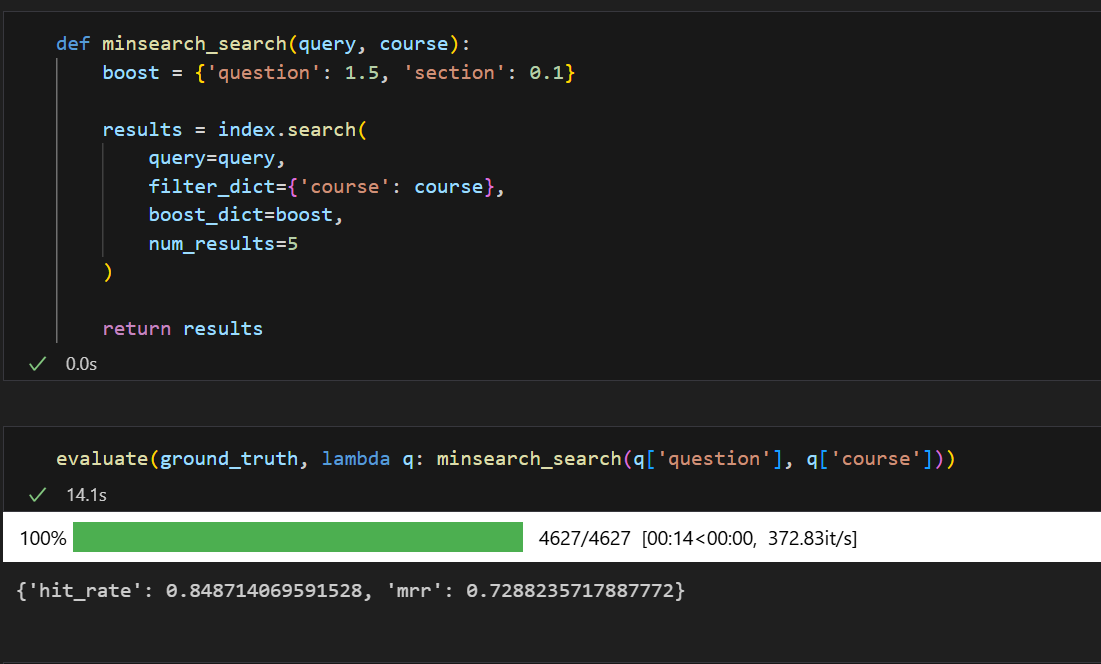 def minsearch_search(query, course):
    boost = {'question': 1.5, 'section': 0.1}
    results = index.search(
        query=query,
        filter_dict={'course': course},
        boost_dict=boost,
        num_results=5
    )
    return results
0.0s
evaluate(ground_truth, lambda q: minsearch_search(q['question'], q['course']))
14.1s
100% 4627/4627 [00:14<00:00, 372.83it/s]
{'hit_rate': 0.848714069591528, 'mrr': 0.7288235717887772}